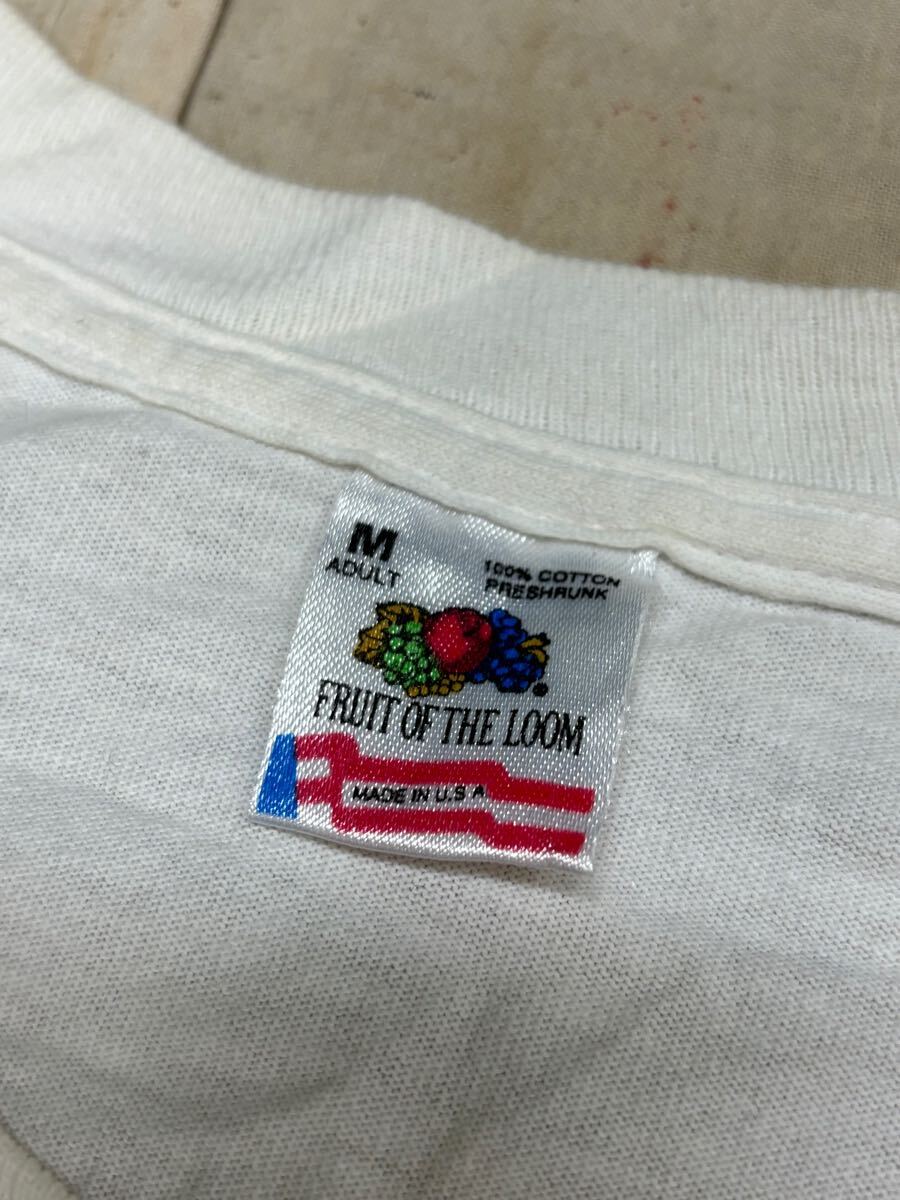 M
ADULT
100% COTTON
PRESHRUNK
®
FRUIT OF THE LOOM
MADE IN U.S.A.